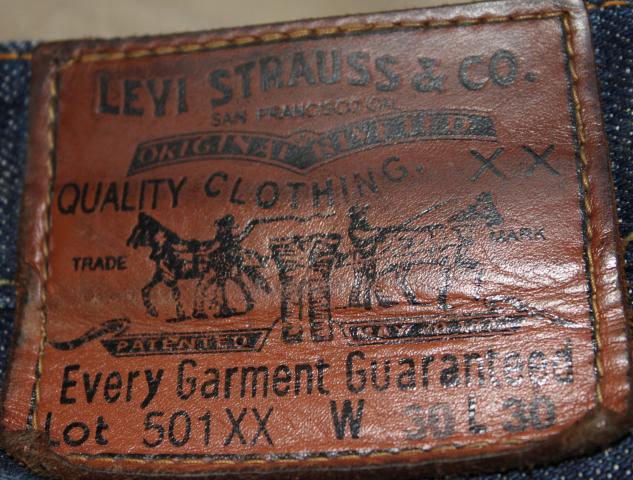 LEVI STRAUSS & CO.
SAN FRANCISCO CAL.
ORIGINAL RIVETED
QUALITY CLOTHING. XX
TRADE MARK
PATENTED MAY
Every Garment Guaranteed
Lot 501XX W 30 L 30